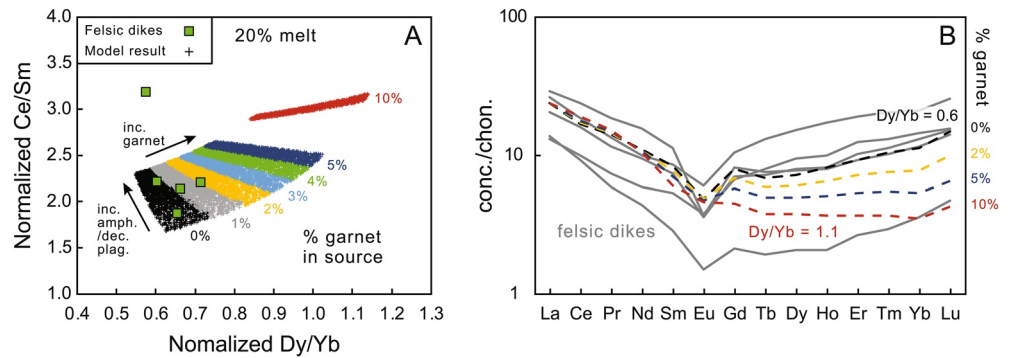 4.0
3.5
3.0
2.5
2.0
1.5
1.0
Normalized Ce/Sm
Felsic dikes
Model result +
20% melt
A
10%
inc.
garnet
5%
4%
3%
2%
1%
0%
inc.
amph.
/dec.
plag.
% garnet
in source
0.4 0.5 0.6 0.7 0.8 0.9 1.0 1.1 1.2 1.3
Nomalized Dy/Yb
100
10
1
conc./chon.
B
% garnet
Dy/Yb = 0.6
0%
2%
5%
10%
felsic dikes
Dy/Yb = 1.1
La Ce Pr Nd Sm Eu Gd Tb Dy Ho Er Tm Yb Lu